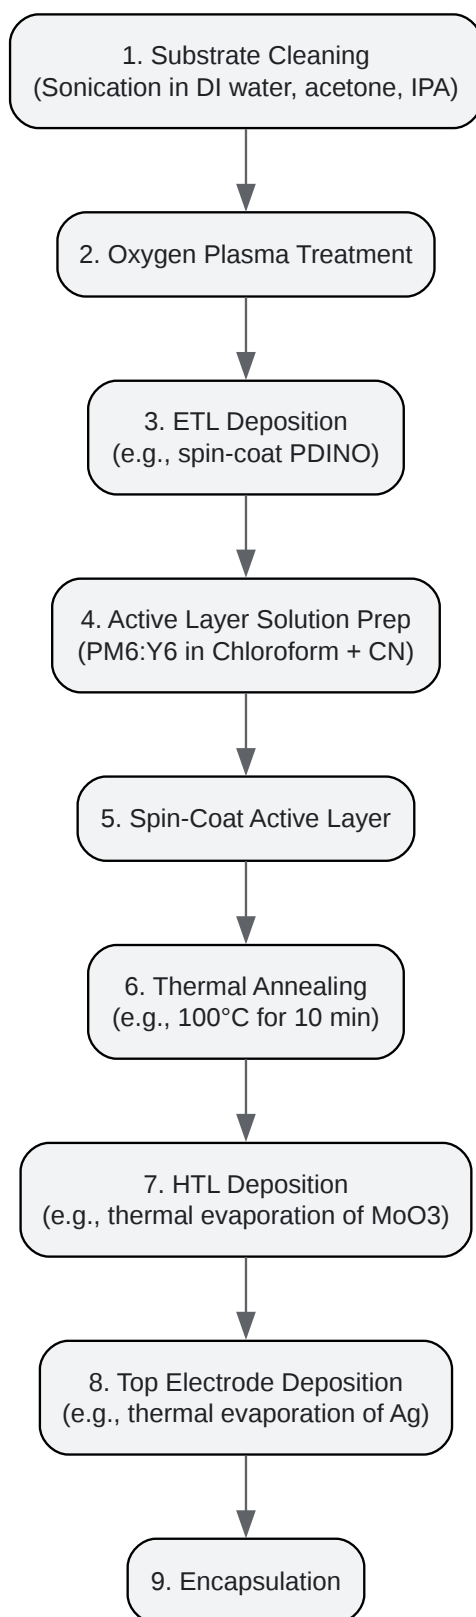 1. Substrate Cleaning
(Sonication in DI water, acetone, IPA)
2. Oxygen Plasma Treatment
3. ETL Deposition
(e.g., spin-coat PDINO)
4. Active Layer Solution Prep
(PM6:Y6 in Chloroform + CN)
5. Spin-Coat Active Layer
6. Thermal Annealing
(e.g., 100°C for 10 min)
7. HTL Deposition
(e.g., thermal evaporation of MoO3)
8. Top Electrode Deposition
(e.g., thermal evaporation of Ag)
9. Encapsulation